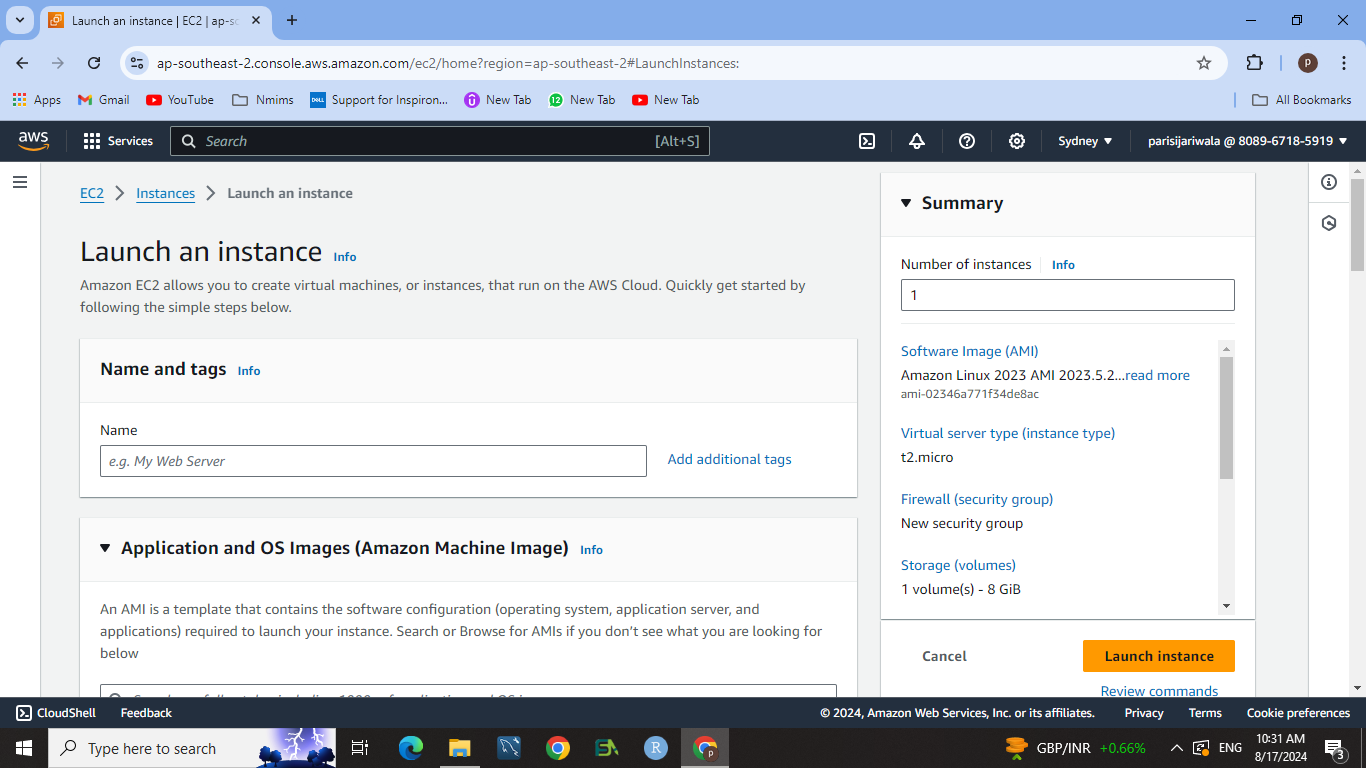 Launch an instance | EC2 | ap-sc
ap-southeast-2.console.aws.amazon.com/ec2/home?region=ap-southeast-2#LaunchInstances:
p
Apps
Gmail
YouTube
Nmims
DELL
Support for Inspiron...
New Tab
12
New Tab
New Tab
All Bookmarks
aws
Services
Search
[Alt+S]
Sydney
parisijariwala @ 8089-6718-5919
EC2
Instances
Launch an instance
Launch an instance Info
Amazon EC2 allows you to create virtual machines, or instances, that run on the AWS Cloud. Quickly get started by
following the simple steps below.
Name and tags Info
Name
e.g. My Web Server
Add additional tags
Application and OS Images (Amazon Machine Image) Info
An AMI is a template that contains the software configuration (operating system, application server, and
applications) required to launch your instance. Search or Browse for AMIs if you don't see what you are looking for
below
Summary
Number of instances
Info
1
Software Image (AMI)
Amazon Linux 2023 AMI 2023.5.2...read more
ami-02346a771f34de8ac
Virtual server type (instance type)
t2.micro
Firewall (security group)
New security group
Storage (volumes)
1 volume(s) - 8 GiB
Cancel
Launch instance
Review commands
CloudShell
Feedback
© 2024, Amazon Web Services, Inc. or its affiliates.
Privacy
Terms
Cookie preferences
Type here to search
R
p
GBP/INR +0.66%
ENG
10:31 AM
8/17/2024
3